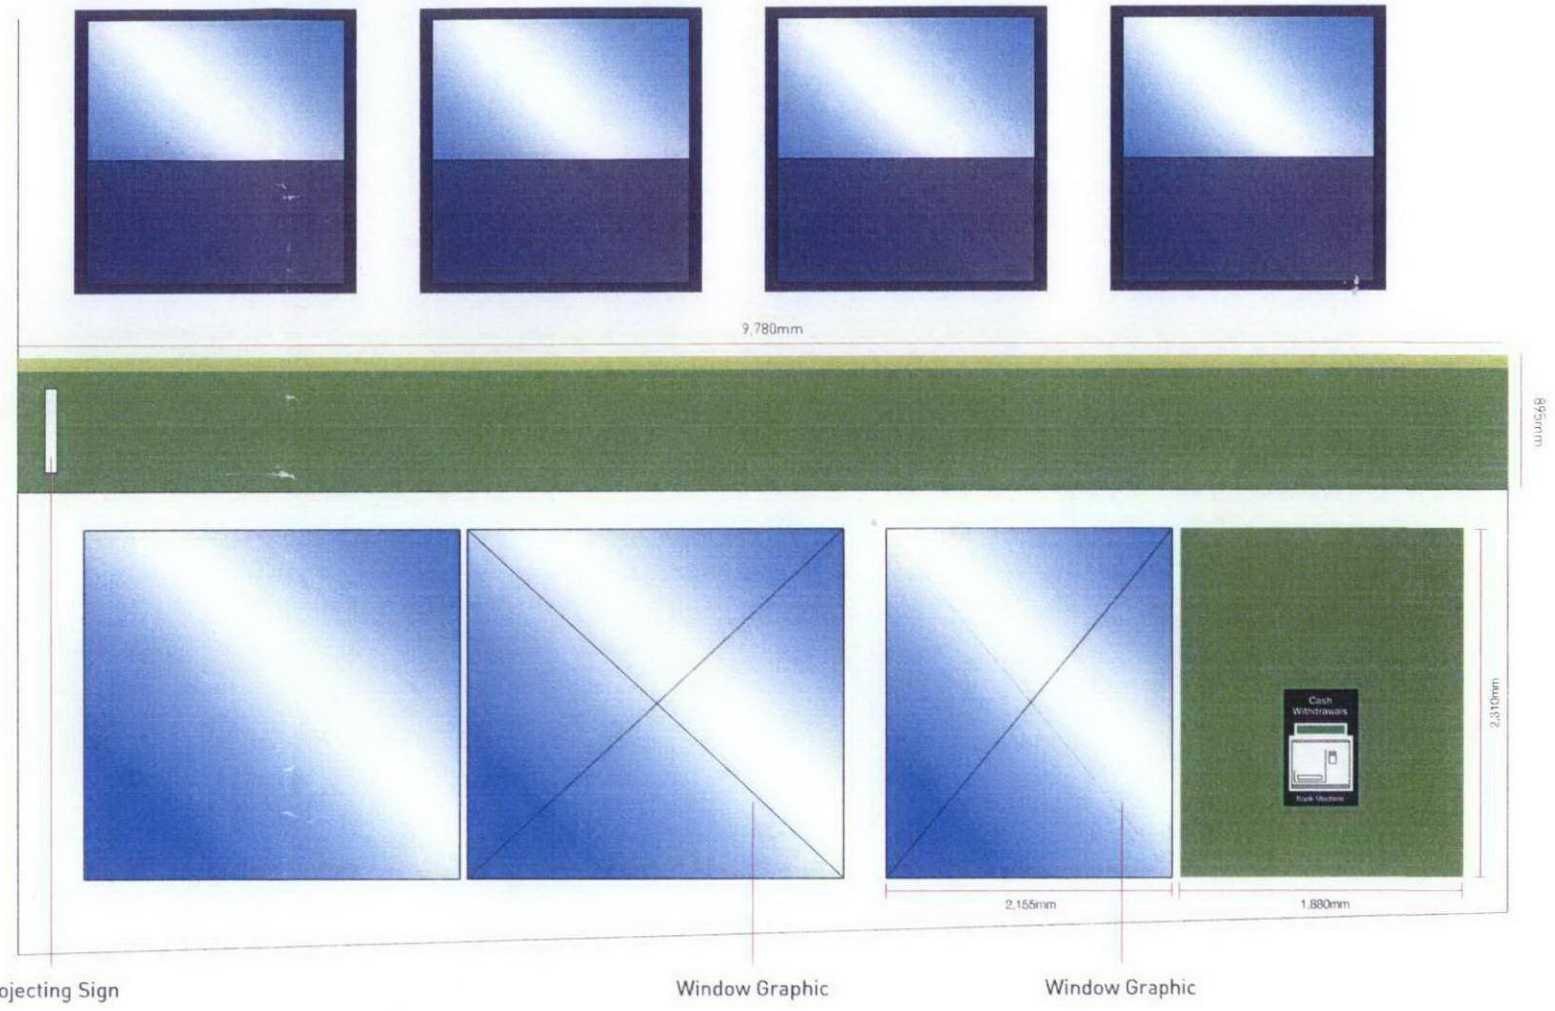 9,780mm
895mm
Cash
Withdrawals
2,310mm
2,155mm
1.880mm
ojecting Sign
Window Graphic
Window Graphic